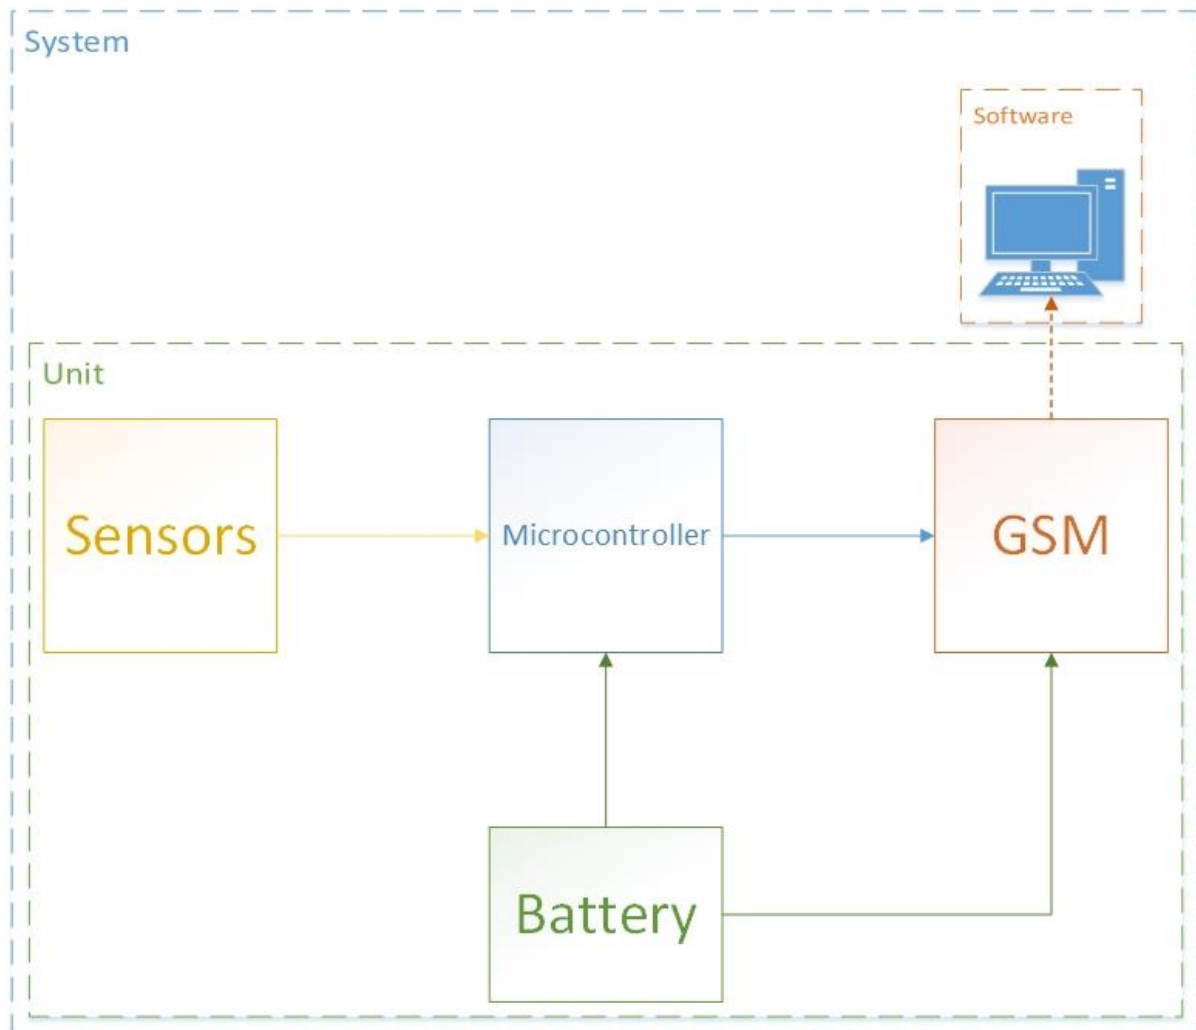 System
Software
Unit
Sensors
Microcontroller
GSM
Battery